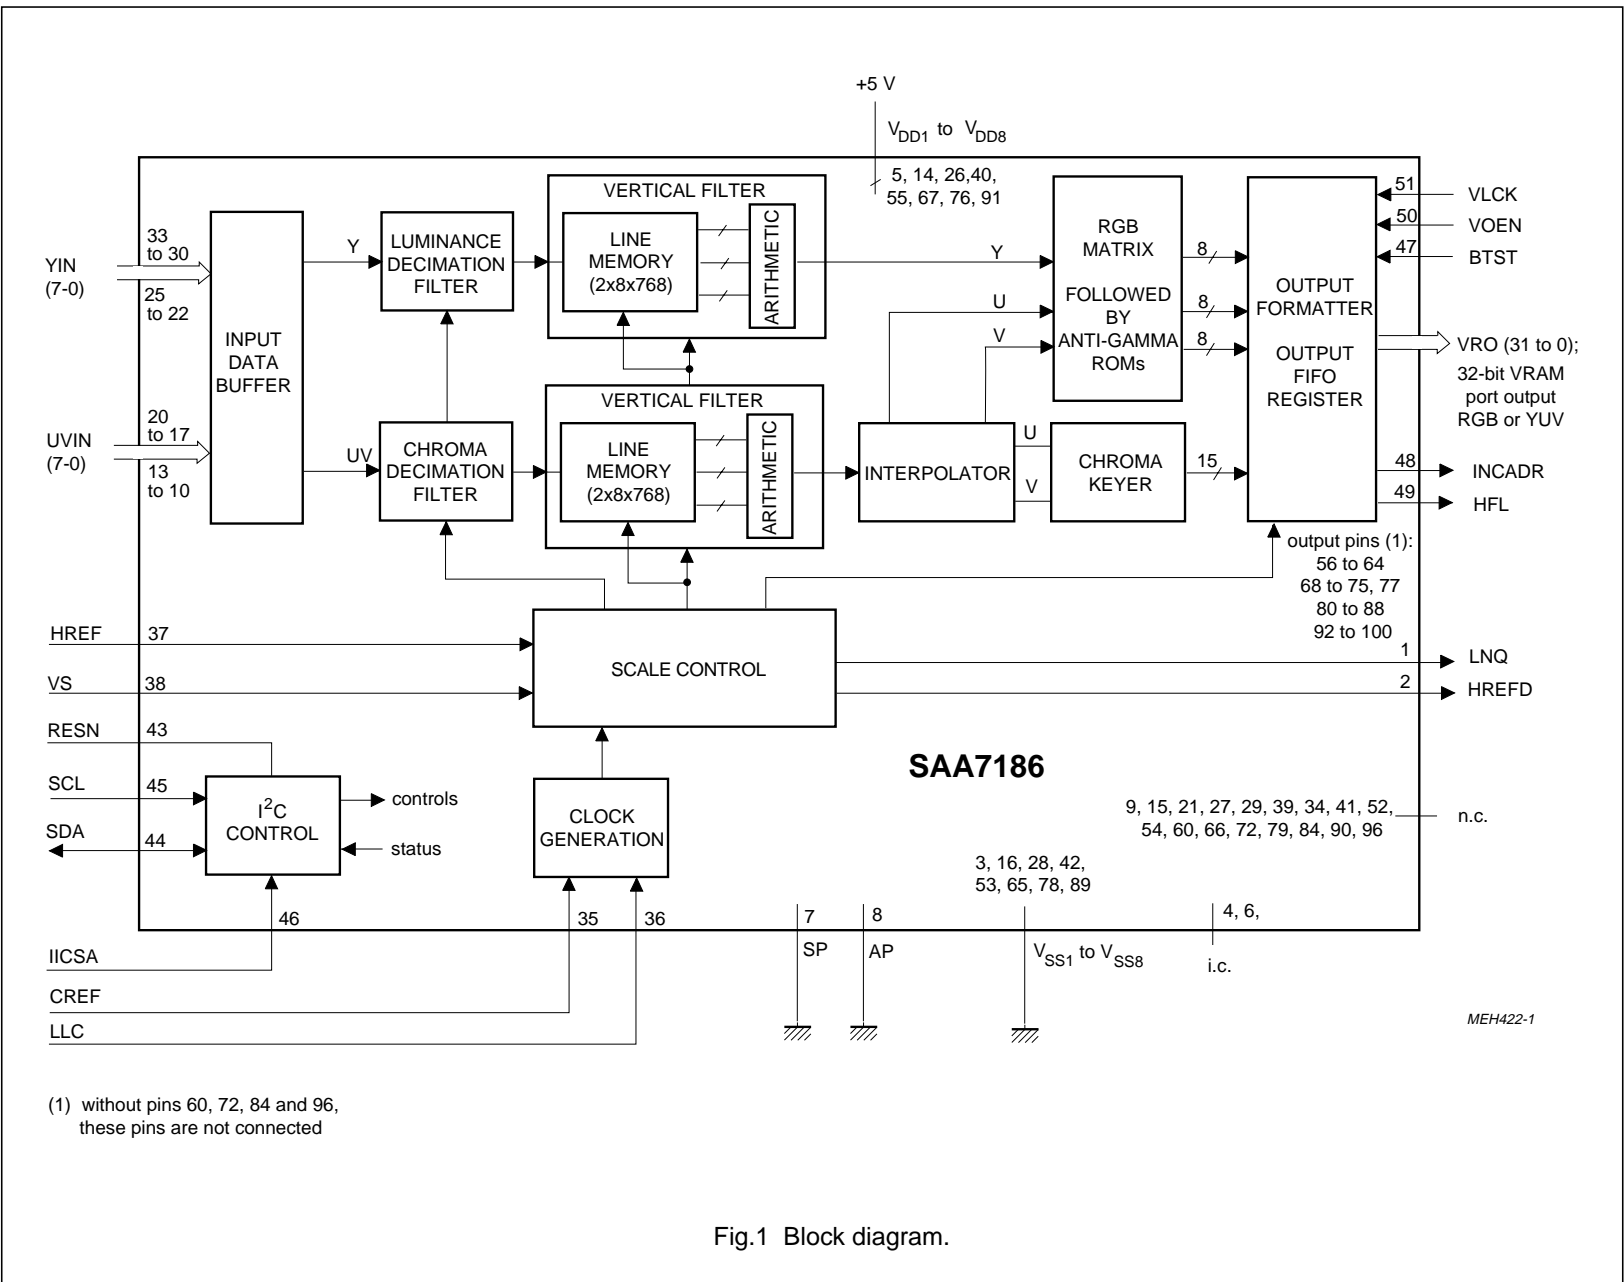 +5 V
VDD1 to VDD8
5, 14, 26,40,
55, 67, 76, 91
YIN
(7-0)
33
to 30
25
to 22
UVIN
(7-0)
20
to 17
13
to 10
INPUT
DATA
BUFFER
Y
UV
LUMINANCE
DECIMATION
FILTER
CHROMA
DECIMATION
FILTER
VERTICAL FILTER
LINE
MEMORY
(2x8x768)
ARITHMETIC
VERTICAL FILTER
LINE
MEMORY
(2x8x768)
ARITHMETIC
Y
U
V
INTERPOLATOR
U
V
RGB
MATRIX
FOLLOWED
BY
ANTI-GAMMA
ROMs
8
8
8
CHROMA
KEYER
15
OUTPUT
FORMATTER
OUTPUT
FIFO
REGISTER
51 VLCK
50 VOEN
47 BTST
VRO (31 to 0);
32-bit VRAM
port output
RGB or YUV
48 INCADR
49 HFL
output pins (1):
56 to 64
68 to 75, 77
80 to 88
92 to 100
HREF 37
VS 38
SCALE CONTROL
1 LNQ
2 HREFD
RESN 43
SCL 45
SDA 44
I2C
CONTROL
controls
status
CLOCK
GENERATION
SAA7186
9, 15, 21, 27, 29, 39, 34, 41, 52,
54, 60, 66, 72, 79, 84, 90, 96
n.c.
3, 16, 28, 42,
53, 65, 78, 89
46
35
36
7
8
4, 6,
IICSA
CREF
LLC
SP
AP
VSS1 to VSS8
i.c.
MEH422-1
(1) without pins 60, 72, 84 and 96,
these pins are not connected
Fig.1 Block diagram.